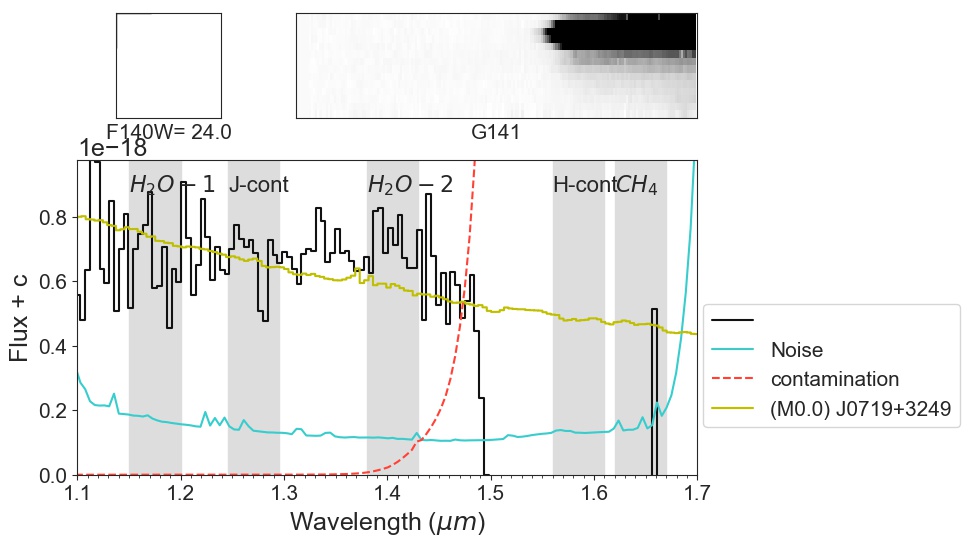 F140W= 24.0
G141
1e−18
H₂O − 1
J-cont
H₂O − 2
H-cont
CH₄
0.8
0.6
0.4
0.2
0.0
Flux + c
1.1
1.2
1.3
1.4
1.5
1.6
1.7
Wavelength (μm)
Noise
contamination
(M0.0) J0719+3249